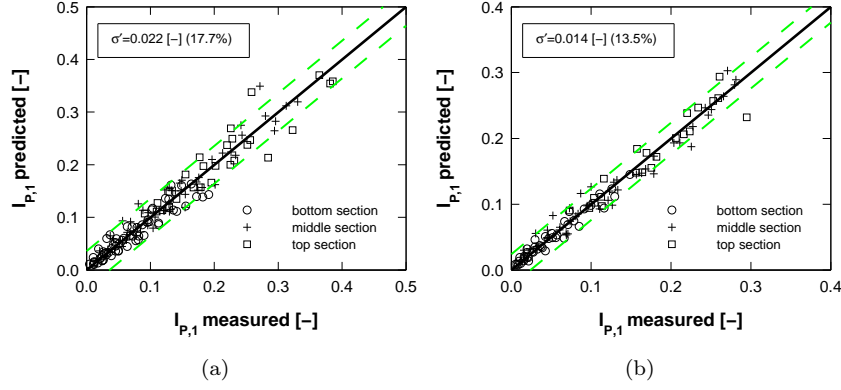 0.5
0.4
0.3
0.2
0.1
0.0
I_P,1 predicted [−]
σ′=0.022 [−] (17.7%)
bottom section
middle section
top section
0.0 0.1 0.2 0.3 0.4 0.5
I_P,1 measured [−]
(a)
0.4
0.3
0.2
0.1
0.0
I_P,1 predicted [−]
σ′=0.014 [−] (13.5%)
bottom section
middle section
top section
0.0 0.1 0.2 0.3 0.4
I_P,1 measured [−]
(b)